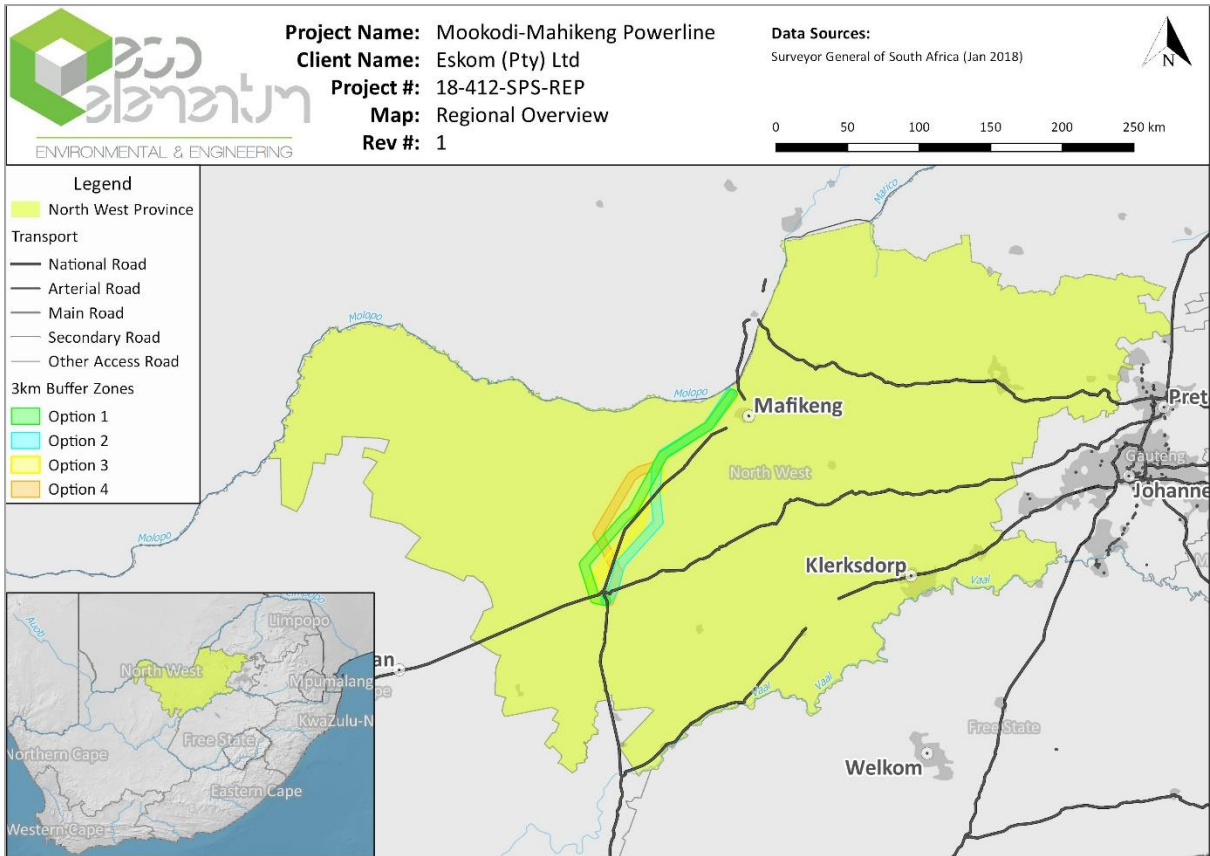 eco
elementum
ENVIRONMENTAL & ENGINEERING
Project Name: Mookodi-Mahikeng Powerline
Client Name: Eskom (Pty) Ltd
Project #: 18-412-SPS-REP
Map: Regional Overview
Rev #: 1
Data Sources:
Surveyor General of South Africa (Jan 2018)
N
0 50 100 150 200 250 km
Legend
North West Province
Transport
National Road
Arterial Road
Main Road
Secondary Road
Other Access Road
3km Buffer Zones
Option 1
Option 2
Option 3
Option 4
Marico
Molopo
Molopo
Mafikeng
Pret
North West
Gauteng
Johanne
Molopo
Klerksdorp
Vaal
an
pe
Vaal
Vaal
Free State
Welkom
M
Limpopo
Limpopo
Auob
North West
Mpumalang
KwaZulu-N
Free State
Northern Cape
Eastern Cape
Western Cape